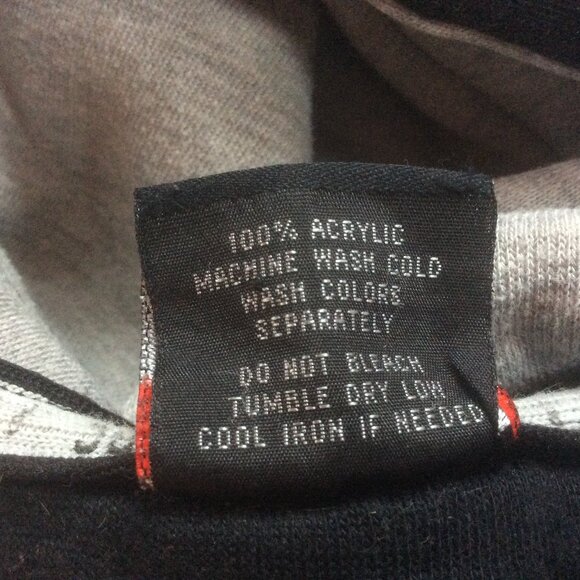 100% ACRYLIC
MACHINE WASH COLD
WASH COLORS
SEPARATELY
DO NOT BLEACH
TUMBLE DRY LOW
COOL IRON IF NEEDED